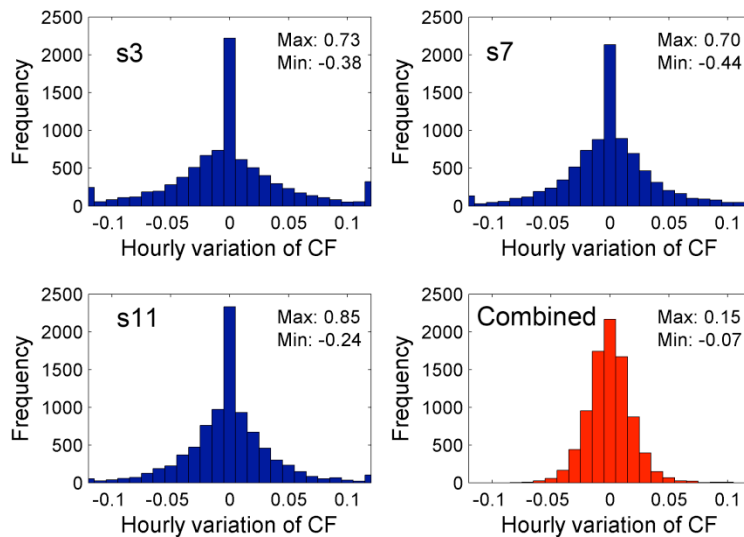 s3
Max: 0.73
Min: -0.38
Frequency
2500
2000
1500
1000
500
0
-0.1 -0.05 0 0.05 0.1
Hourly variation of CF
s7
Max: 0.70
Min: -0.44
Frequency
2500
2000
1500
1000
500
0
-0.1 -0.05 0 0.05 0.1
Hourly variation of CF
s11
Max: 0.85
Min: -0.24
Frequency
2500
2000
1500
1000
500
0
-0.1 -0.05 0 0.05 0.1
Hourly variation of CF
Combined
Max: 0.15
Min: -0.07
Frequency
2500
2000
1500
1000
500
0
-0.1 -0.05 0 0.05 0.1
Hourly variation of CF